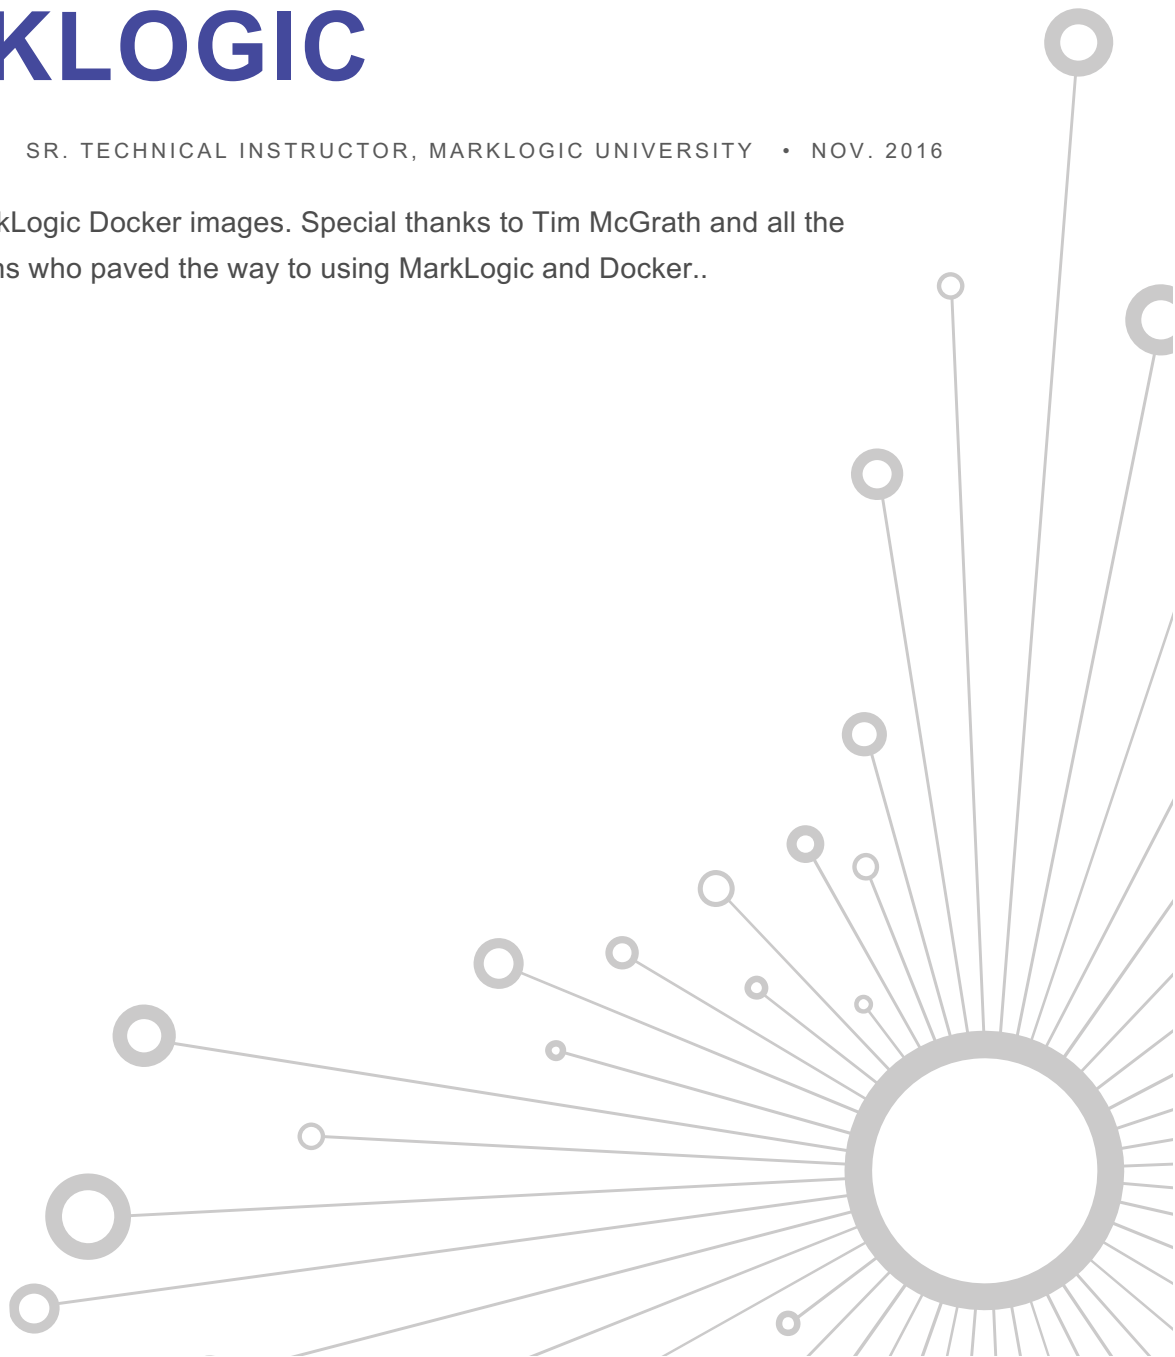 KLOGIC
SR. TECHNICAL INSTRUCTOR, MARKLOGIC UNIVERSITY • NOV. 2016
kLogic Docker images. Special thanks to Tim McGrath and all the
ns who paved the way to using MarkLogic and Docker..